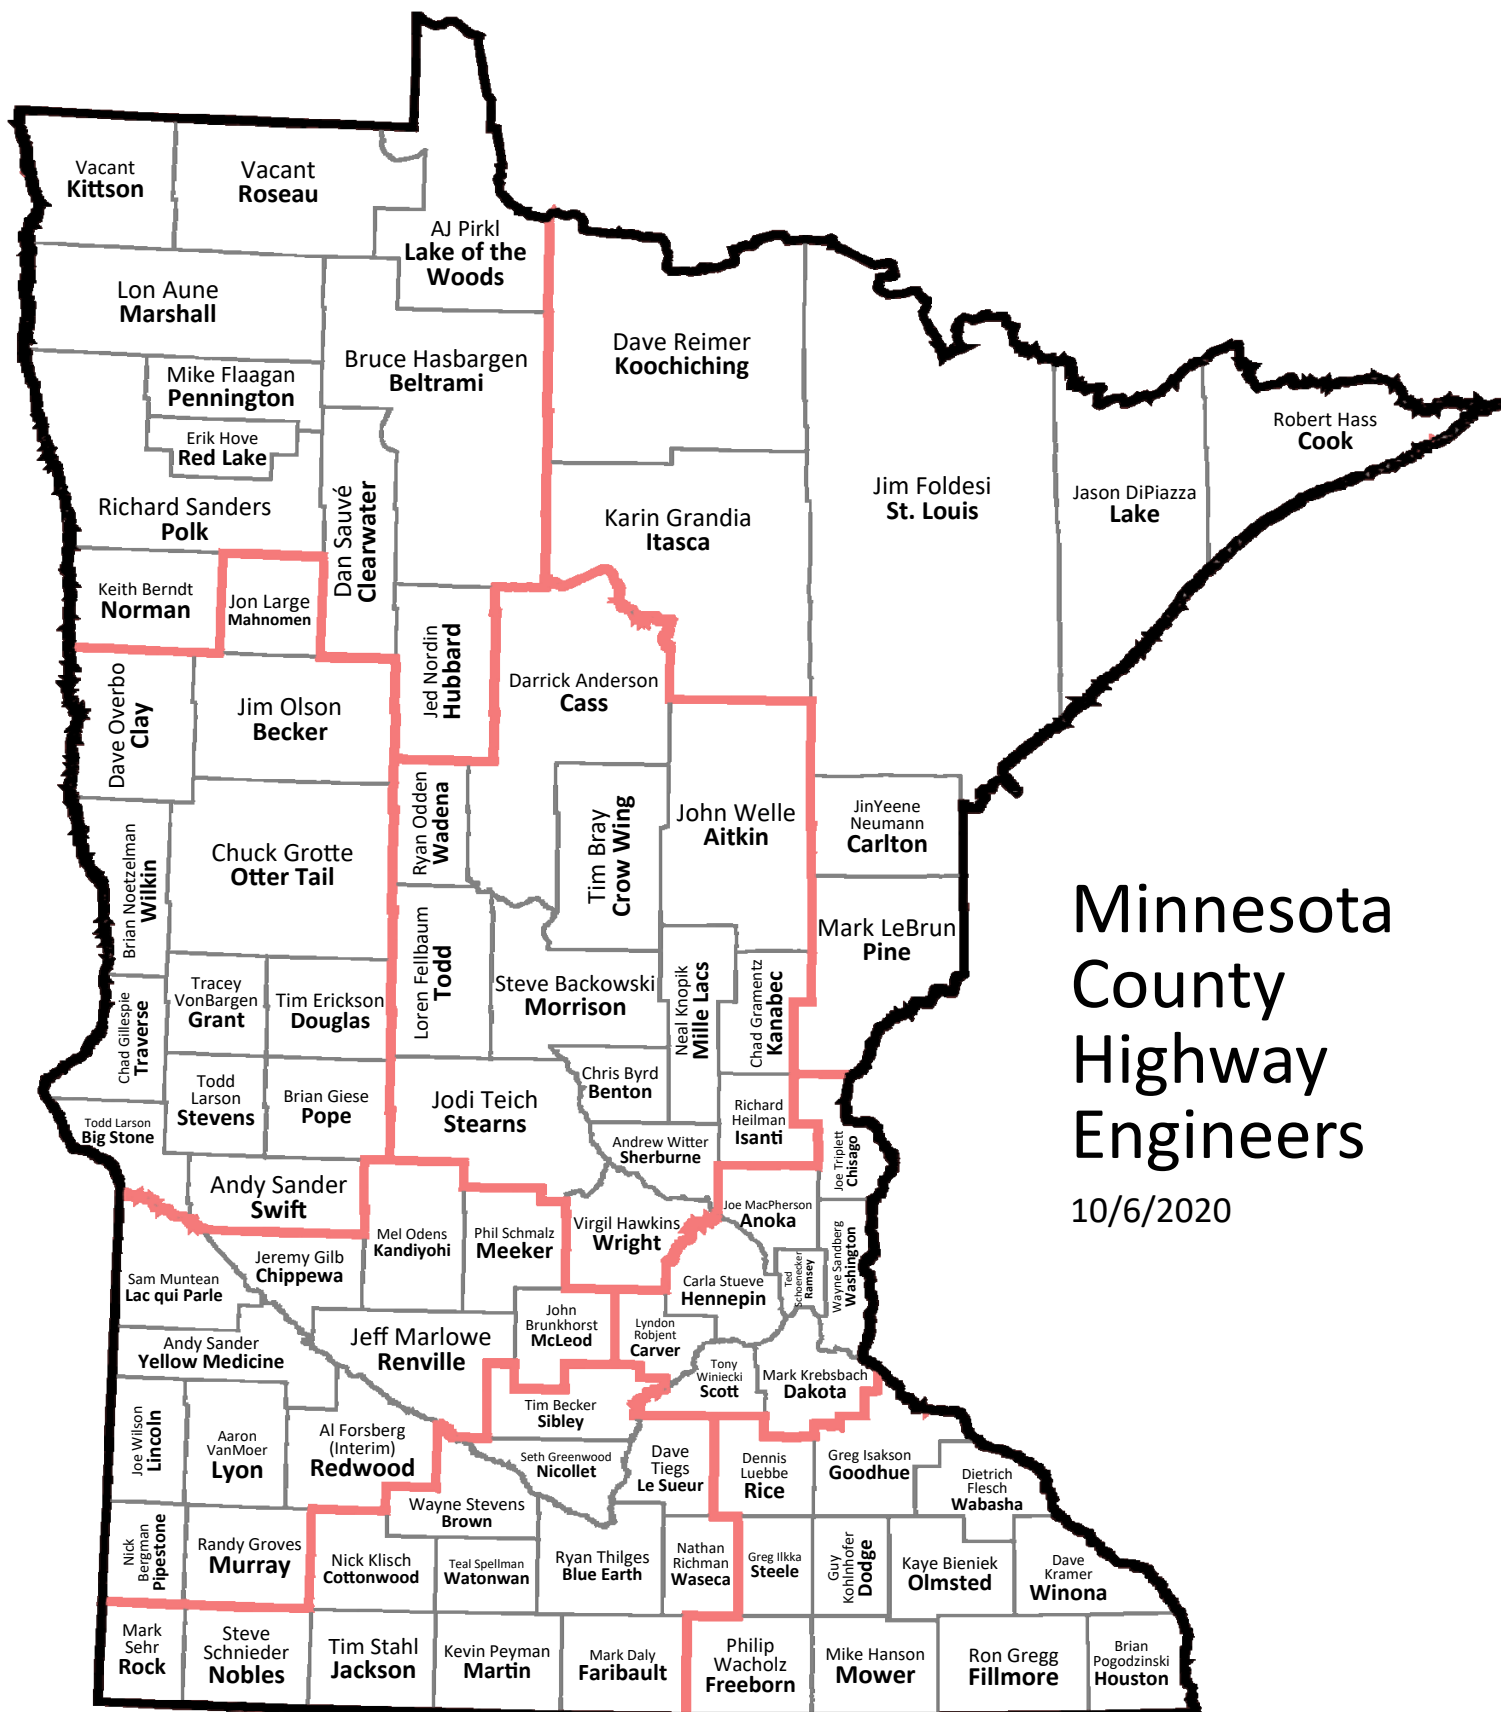 Vacant
Kittson
Vacant
Roseau
AJ Pirkl
Lake of the
Woods
Lon Aune
Marshall
Bruce Hasbargen
Beltrami
Dave Reimer
Koochiching
Mike Flaagan
Pennington
Erik Hove
Red Lake
Robert Hass
Cook
Richard Sanders
Polk
Dan Sauvé
Clearwater
Karin Grandia
Itasca
Jim Foldesi
St. Louis
Jason DiPiazza
Lake
Keith Berndt
Norman
Jon Large
Mahnomen
Jed Nordin
Hubbard
Darrick Anderson
Cass
Dave Overbo
Clay
Jim Olson
Becker
Ryan Odden
Wadena
Tim Bray
Crow Wing
John Welle
Aitkin
JinYeene
Neumann
Carlton
Brian Noetzelman
Wilkin
Chuck Grotte
Otter Tail
Mark LeBrun
Pine
Minnesota
County
Highway
Engineers
10/6/2020
Loren Fellbaum
Todd
Steve Backowski
Morrison
Neal Knopik
Mille Lacs
Chad Gramentz
Kanabec
Chad Gillespie
Traverse
Tracey
VonBargen
Grant
Tim Erickson
Douglas
Todd
Larson
Stevens
Brian Giese
Pope
Jodi Teich
Stearns
Chris Byrd
Benton
Richard
Heilman
Isanti
Todd Larson
Big Stone
Andrew Witter
Sherburne
Joe Triplett
Chisago
Andy Sander
Swift
Mel Odens
Kandiyohi
Phil Schmalz
Meeker
Virgil Hawkins
Wright
Joe MacPherson
Anoka
Wayne Sandberg
Washington
Ted
Schoenecker
Ramsey
Jeremy Gilb
Chippewa
Sam Muntean
Lac qui Parle
Carla Stueve
Hennepin
John
Brunkhorst
McLeod
Lyndon
Robjent
Carver
Andy Sander
Yellow Medicine
Jeff Marlowe
Renville
Tony
Winiecki
Scott
Mark Krebsbach
Dakota
Joe Wilson
Lincoln
Aaron
VanMoer
Lyon
Al Forsberg
(Interim)
Redwood
Tim Becker
Sibley
Seth Greenwood
Nicollet
Dave
Tiegs
Le Sueur
Dennis
Luebbe
Rice
Greg Isakson
Goodhue
Dietrich
Flesch
Wabasha
Nick
Bergman
Pipestone
Randy Groves
Murray
Wayne Stevens
Brown
Nick Klisch
Cottonwood
Teal Spellman
Watonwan
Ryan Thilges
Blue Earth
Nathan
Richman
Waseca
Greg Ilkka
Steele
Guy
Kohlnhofer
Dodge
Kaye Bieniek
Olmsted
Dave
Kramer
Winona
Mark
Sehr
Rock
Steve
Schnieder
Nobles
Tim Stahl
Jackson
Kevin Peyman
Martin
Mark Daly
Faribault
Philip
Wacholz
Freeborn
Mike Hanson
Mower
Ron Gregg
Fillmore
Brian
Pogodzinski
Houston